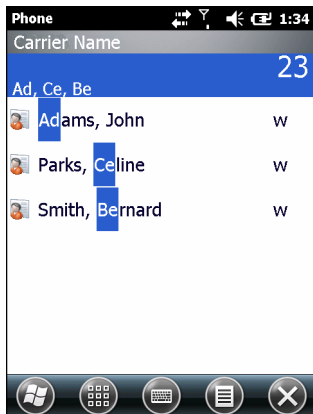 Phone 1:34
Carrier Name
23
Ad, Ce, Be
Adams, John w
Parks, Celine w
Smith, Bernard w